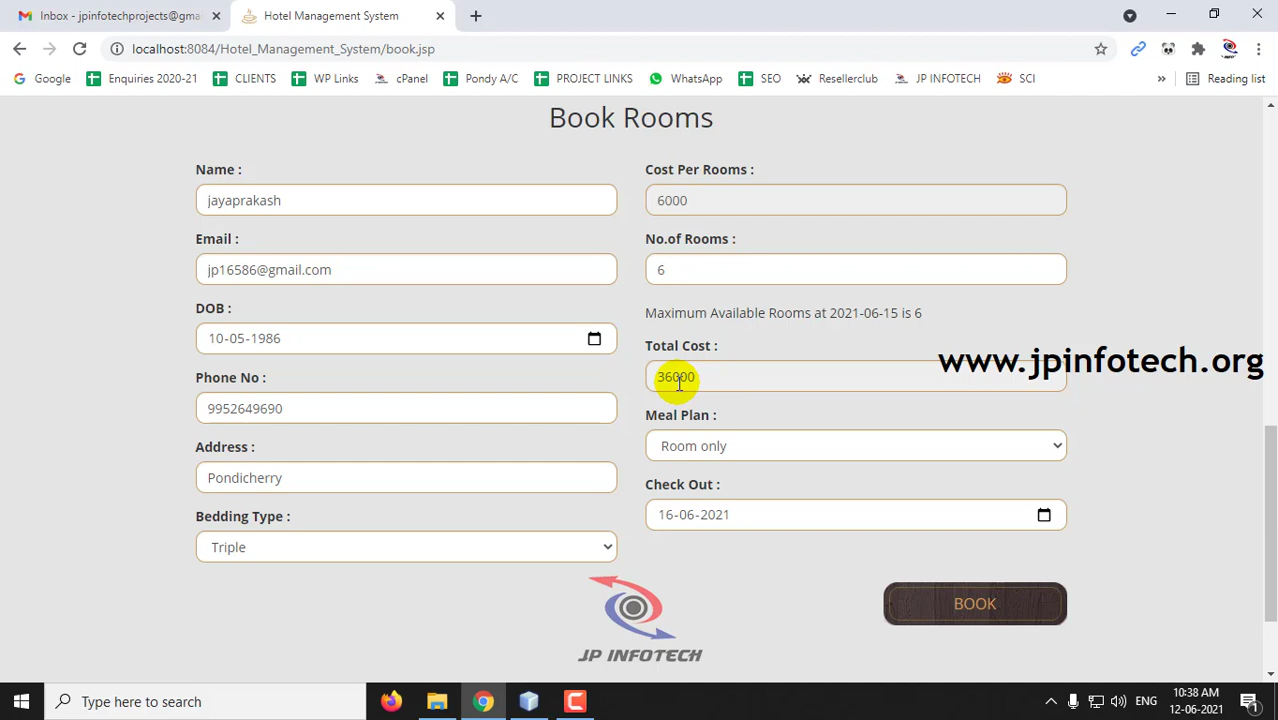 Inbox - jpinfotechprojects@gma
Hotel Management System
localhost:8084/Hotel_Management_System/book.jsp
Google
Enquiries 2020-21
CLIENTS
WP Links
cPanel
Pondy A/C
PROJECT LINKS
WhatsApp
SEO
Resellerclub
JP INFOTECH
SCI
»
Reading list
Book Rooms
Name :
jayaprakash
Email :
jp16586@gmail.com
DOB :
10-05-1986
Phone No :
9952649690
Address :
Pondicherry
Bedding Type :
Triple
Cost Per Rooms :
6000
No.of Rooms :
6
Maximum Available Rooms at 2021-06-15 is 6
Total Cost :
36000
Meal Plan :
Room only
Check Out :
16-06-2021
BOOK
www.jpinfotech.org
JP INFOTECH
Type here to search
ENG
10:38 AM
12-06-2021
1